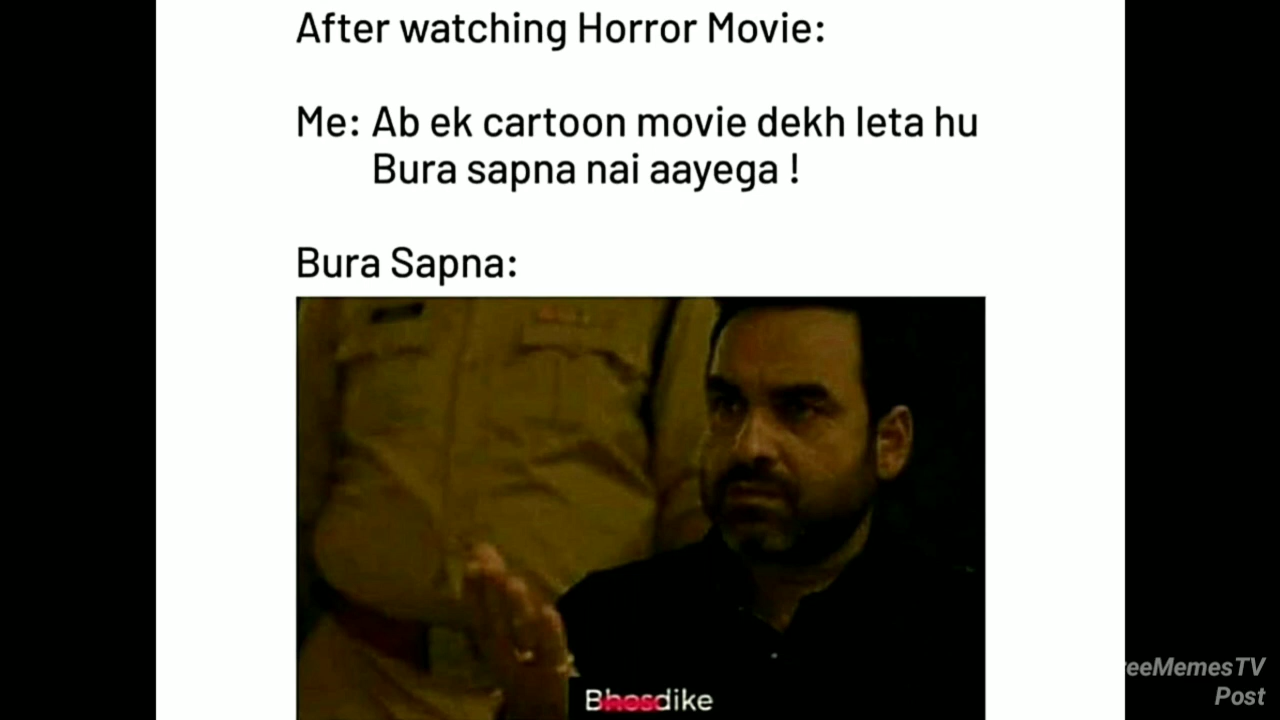 After watching Horror Movie:
Me: Ab ek cartoon movie dekh leta hu
Bura sapna nai aayega !
Bura Sapna:
Bhosdike
reeMemesTV
Post